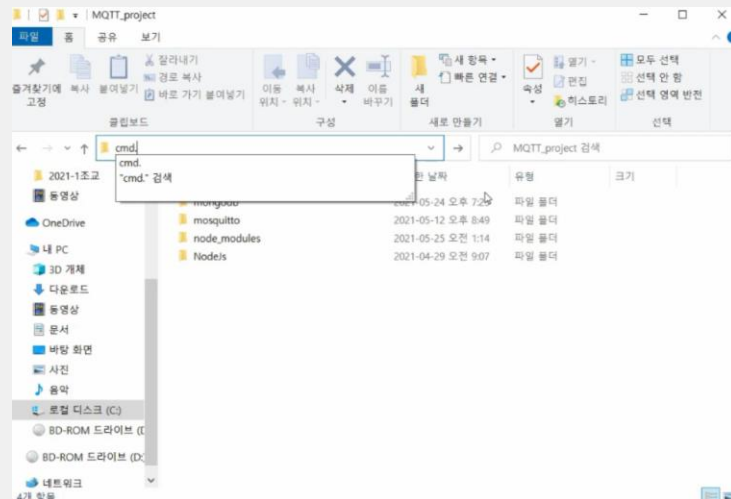 MQTT_project
파일 홈 공유 보기
즐겨찾기에 고정
복사
붙여넣기
잘라내기
경로 복사
바로 가기 붙여넣기
이동 위치
복사 위치
삭제
이름 바꾸기
새 폴더
새 항목
빠른 연결
속성
열기
편집
히스토리
모두 선택
선택 안 함
선택 영역 반전
클립보드 구성 새로 만들기 열기 선택
cmd.
MQTT_project 검색
cmd.
"cmd." 검색
한 날짜 유형 크기
2021-1조교
동영상
OneDrive
내 PC
3D 개체
다운로드
동영상
문서
바탕 화면
사진
음악
로컬 디스크 (C:)
BD-ROM 드라이브 (D
BD-ROM 드라이브 (D:
네트워크
mongodb 2021-05-24 오후 파일 폴더
mosquitto 2021-05-12 오후 8:49 파일 폴더
node_modules 2021-05-25 오전 1:14 파일 폴더
NodeJs 2021-04-29 오전 9:07 파일 폴더
4개 항목